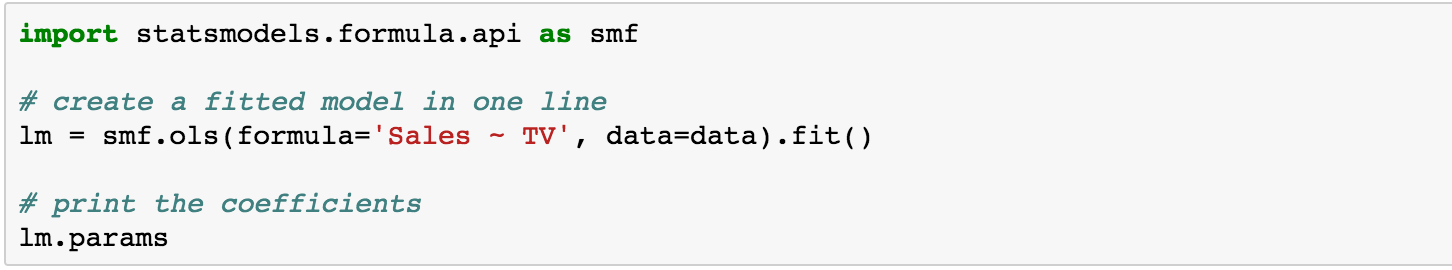 import statsmodels.formula.api as smf
# create a fitted model in one line
lm = smf.ols(formula='Sales ~ TV', data=data).fit()
# print the coefficients
lm.params